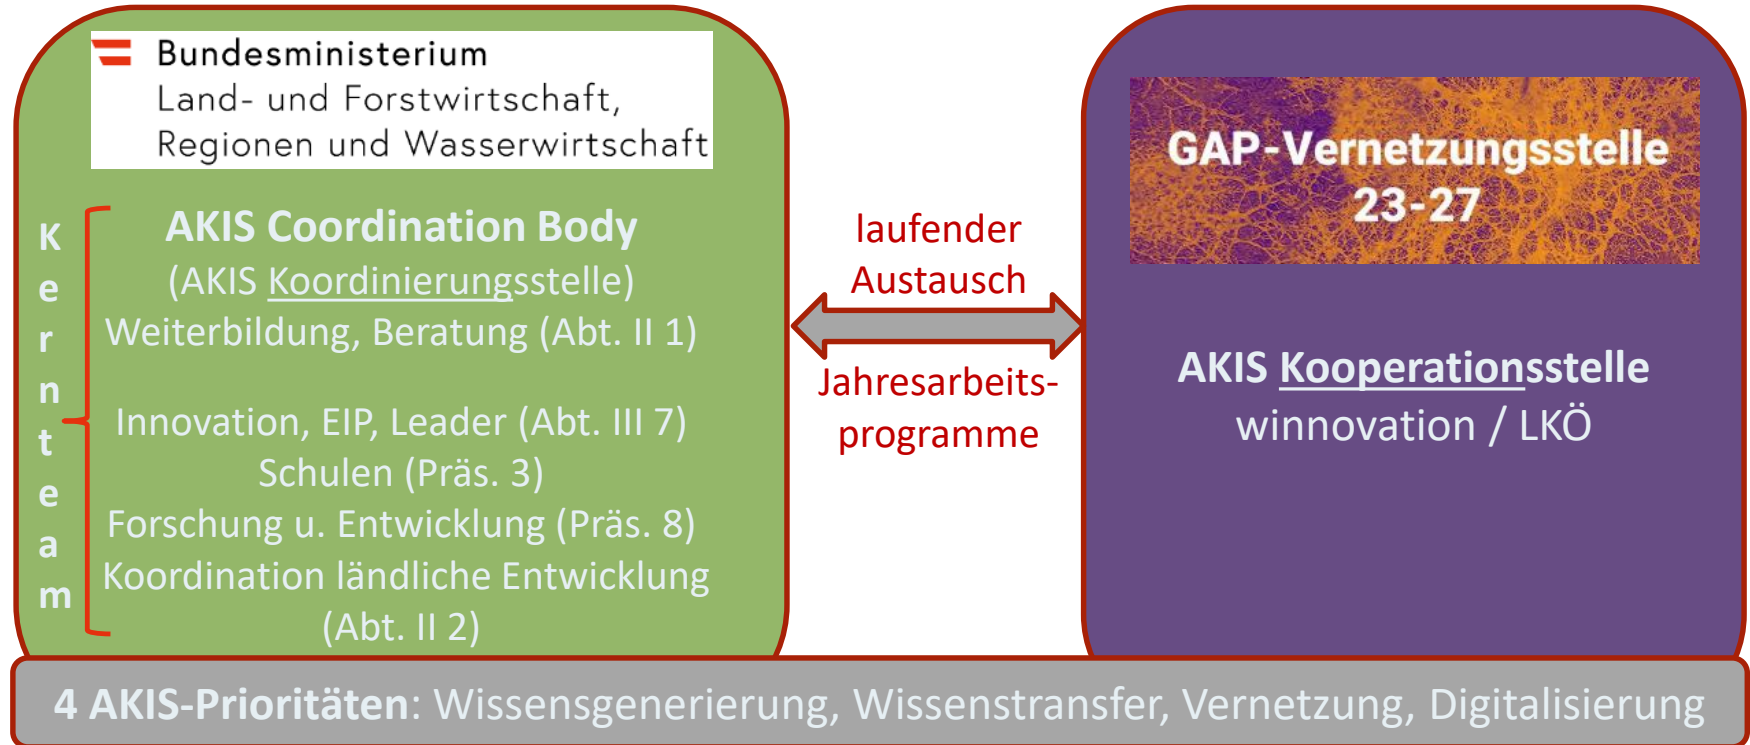 Bundesministerium
Land- und Forstwirtschaft,
Regionen und Wasserwirtschaft
Kernteam
AKIS Coordination Body
(AKIS Koordinierungsstelle)
Weiterbildung, Beratung (Abt. II 1)
Innovation, EIP, Leader (Abt. III 7)
Schulen (Präs. 3)
Forschung u. Entwicklung (Präs. 8)
Koordination ländliche Entwicklung
(Abt. II 2)
laufender
Austausch
Jahresarbeits-
programme
GAP-Vernetzungsstelle
23-27
AKIS Kooperationsstelle
winnovation / LKÖ
4 AKIS-Prioritäten: Wissensgenerierung, Wissenstransfer, Vernetzung, Digitalisierung